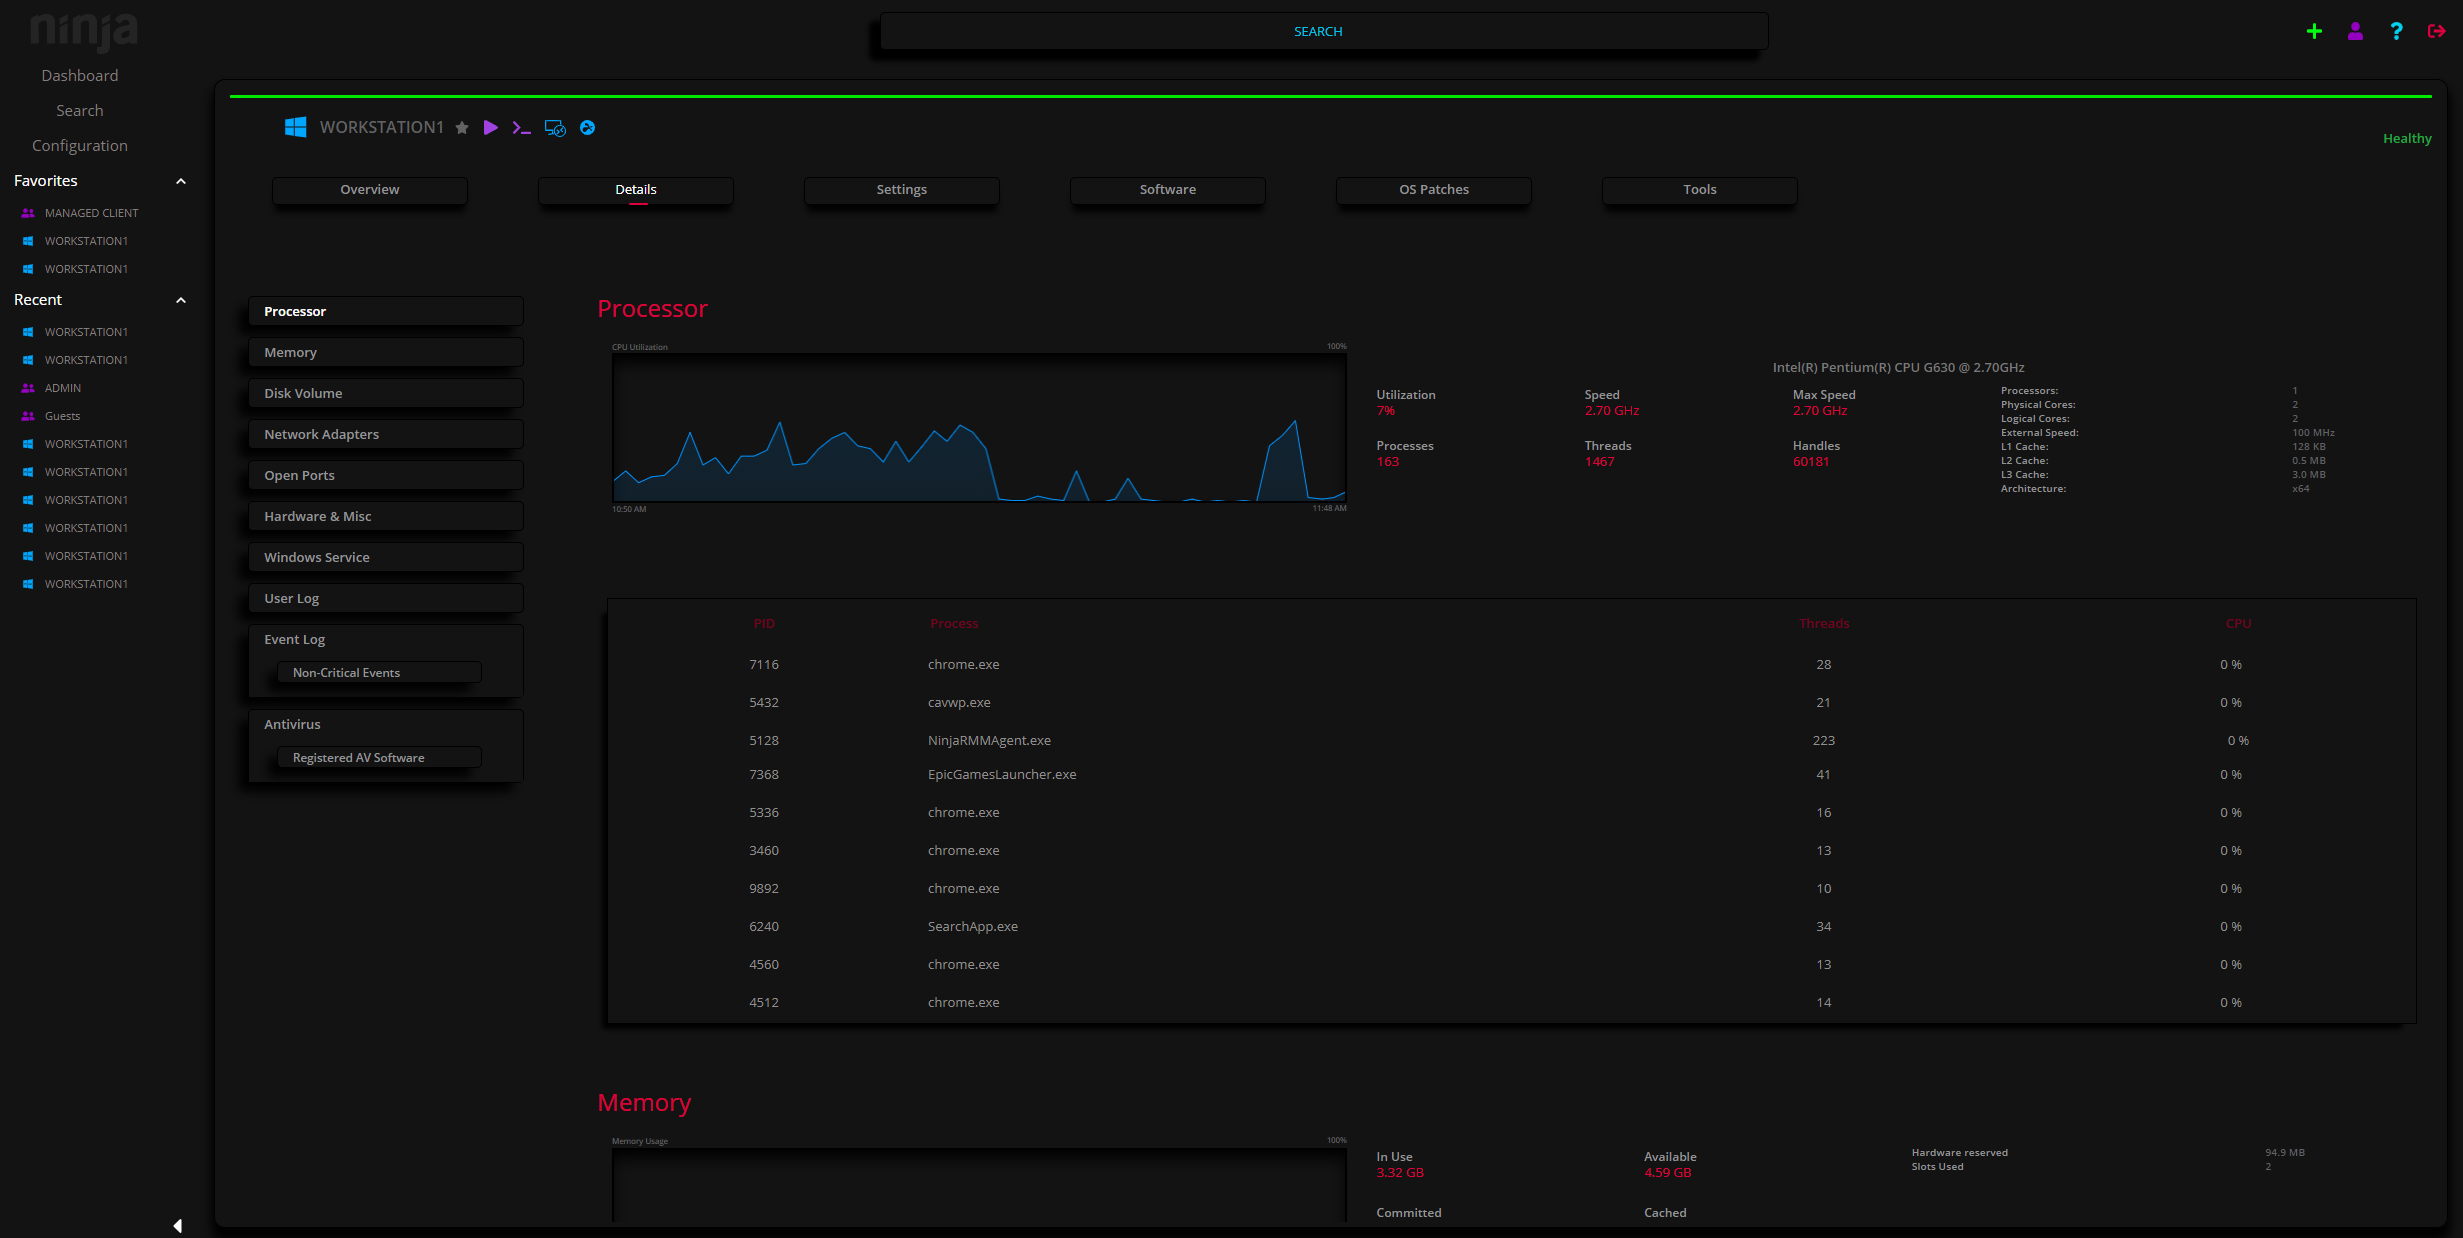 ninja
SEARCH
Dashboard
Search
Configuration
Favorites
MANAGED CLIENT
WORKSTATION1
WORKSTATION1
Recent
WORKSTATION1
WORKSTATION1
ADMIN
Guests
WORKSTATION1
WORKSTATION1
WORKSTATION1
WORKSTATION1
WORKSTATION1
WORKSTATION1
WORKSTATION1
Healthy
Overview Details Settings Software OS Patches Tools
Processor
Memory
Disk Volume
Network Adapters
Open Ports
Hardware & Misc
Windows Service
User Log
Event Log
Non-Critical Events
Antivirus
Registered AV Software
Processor
CPU Utilization 100%
10:50 AM 11:48 AM
Intel(R) Pentium(R) CPU G630 @ 2.70GHz
Utilization Speed Max Speed
7% 2.70 GHz 2.70 GHz
Processes Threads Handles
163 1467 60181
Processors: 1
Physical Cores: 2
Logical Cores: 2
External Speed: 100 MHz
L1 Cache: 128 KB
L2 Cache: 0.5 MB
L3 Cache: 3.0 MB
Architecture: x64
PID Process Threads CPU
7116 chrome.exe 28 0 %
5432 cavwp.exe 21 0 %
5128 NinjaRMMAgent.exe 223 0 %
7368 EpicGamesLauncher.exe 41 0 %
5336 chrome.exe 16 0 %
3460 chrome.exe 13 0 %
9892 chrome.exe 10 0 %
6240 SearchApp.exe 34 0 %
4560 chrome.exe 13 0 %
4512 chrome.exe 14 0 %
Memory
Memory Usage 100%
In Use Available
3.32 GB 4.59 GB
Committed Cached
Hardware reserved 94.9 MB
Slots Used 2